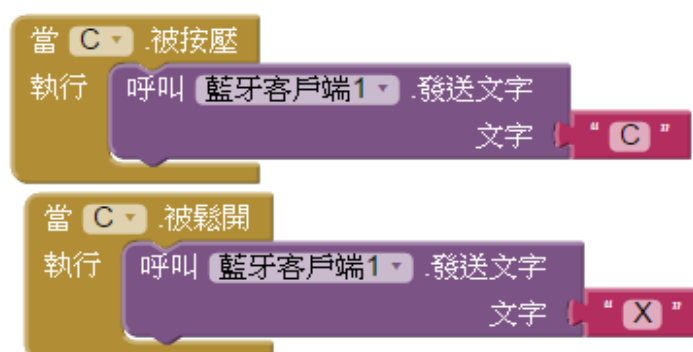 當 C .被按壓
執行 呼叫 藍牙客戶端1 .發送文字
文字 “ C ”
當 C .被鬆開
執行 呼叫 藍牙客戶端1 .發送文字
文字 “ X ”